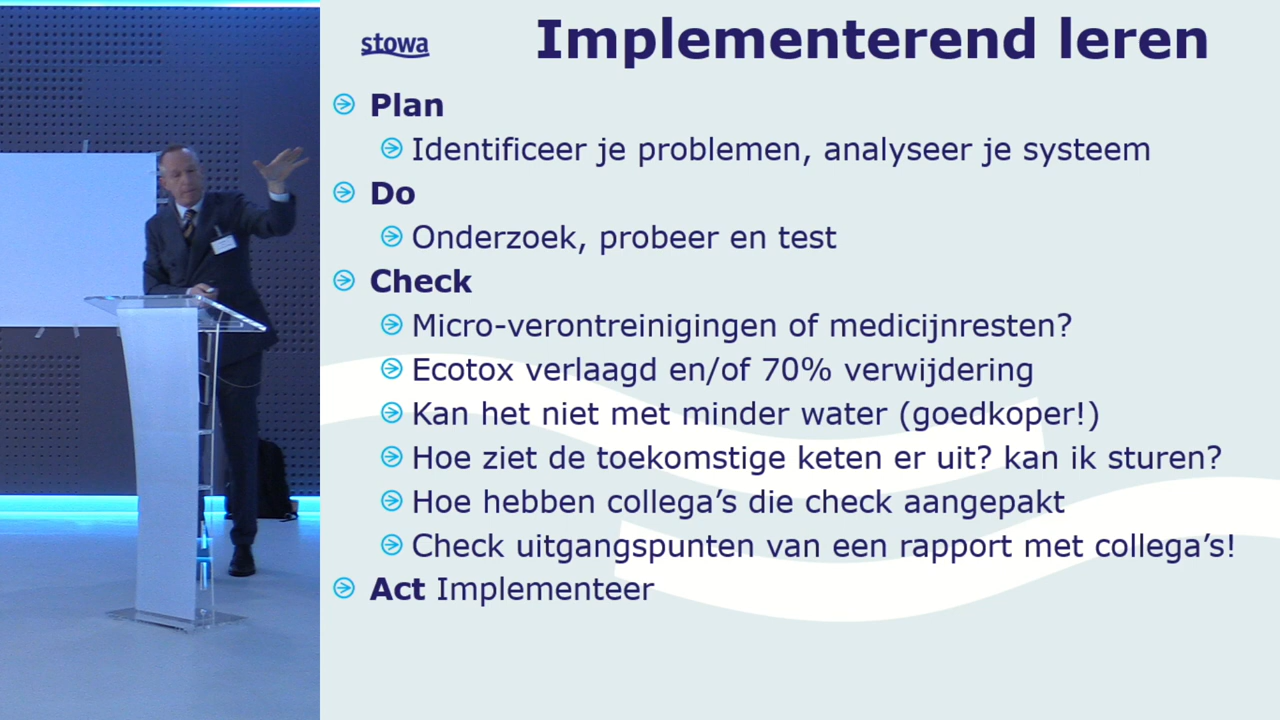 stowa
Implementerend leren
Plan
Identificeer je problemen, analyseer je systeem
Do
Onderzoek, probeer en test
Check
Micro-verontreinigingen of medicijnresten?
Ecotox verlaagd en/of 70% verwijdering
Kan het niet met minder water (goedkoper!)
Hoe ziet de toekomstige keten er uit? kan ik sturen?
Hoe hebben collega’s die check aangepakt
Check uitgangspunten van een rapport met collega’s!
Act Implementeer